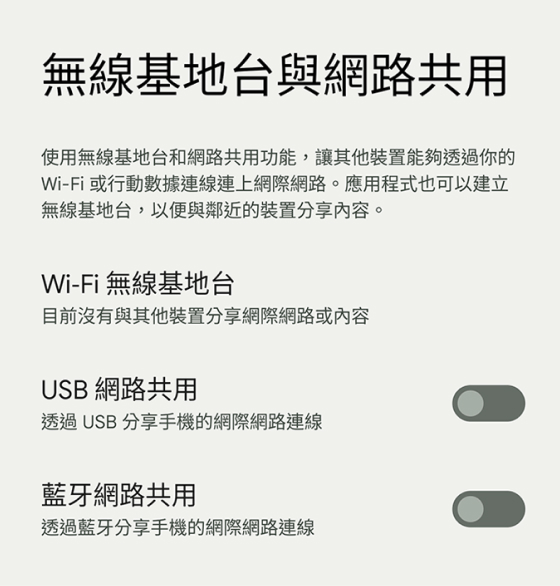 無線基地台與網路共用
使用無線基地台和網路共用功能，讓其他裝置能夠透過你的
Wi-Fi 或行動數據連線連上網際網路。應用程式也可以建立
無線基地台，以便與鄰近的裝置分享內容。
Wi-Fi 無線基地台
目前沒有與其他裝置分享網際網路或內容
USB 網路共用
透過 USB 分享手機的網際網路連線
藍牙網路共用
透過藍牙分享手機的網際網路連線